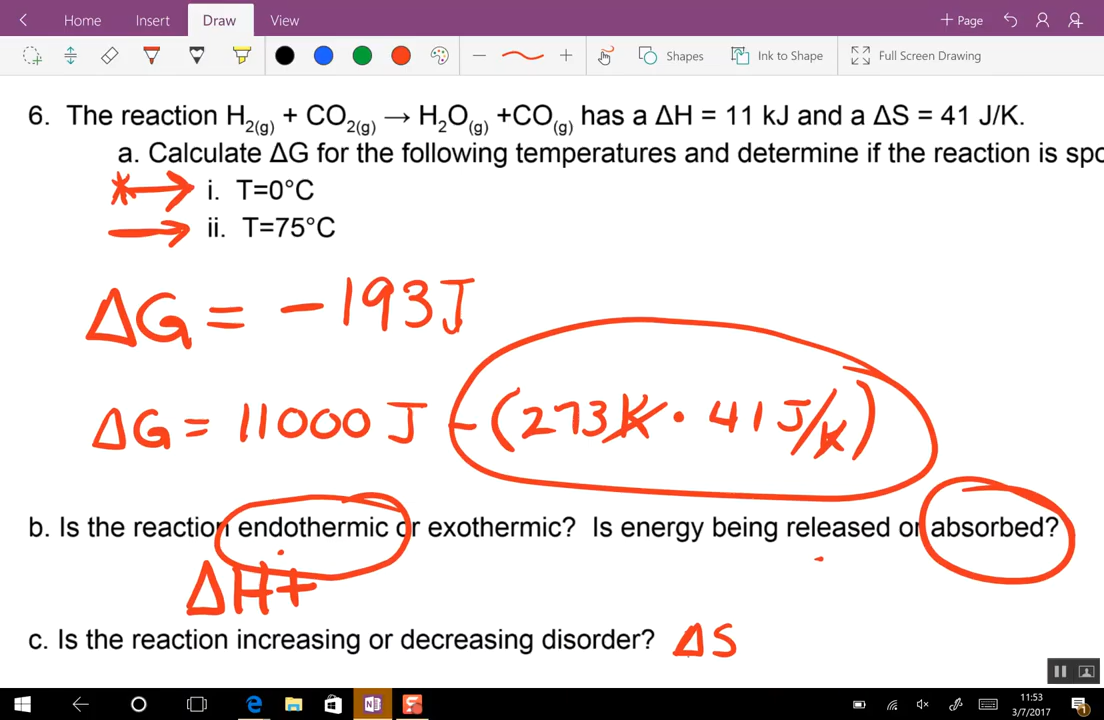 Home Insert Draw View + Page
Shapes Ink to Shape Full Screen Drawing
6. The reaction H2(g) + CO2(g) → H2O(g) +CO(g) has a ΔH = 11 kJ and a ΔS = 41 J/K.
a. Calculate ΔG for the following temperatures and determine if the reaction is spo
i. T=0°C
ii. T=75°C
ΔG = -193J
ΔG = 11000 J - (273K · 41 J/K)
b. Is the reaction endothermic or exothermic? Is energy being released or absorbed?
ΔH+
c. Is the reaction increasing or decreasing disorder? ΔS
11:53
3/7/2017
1